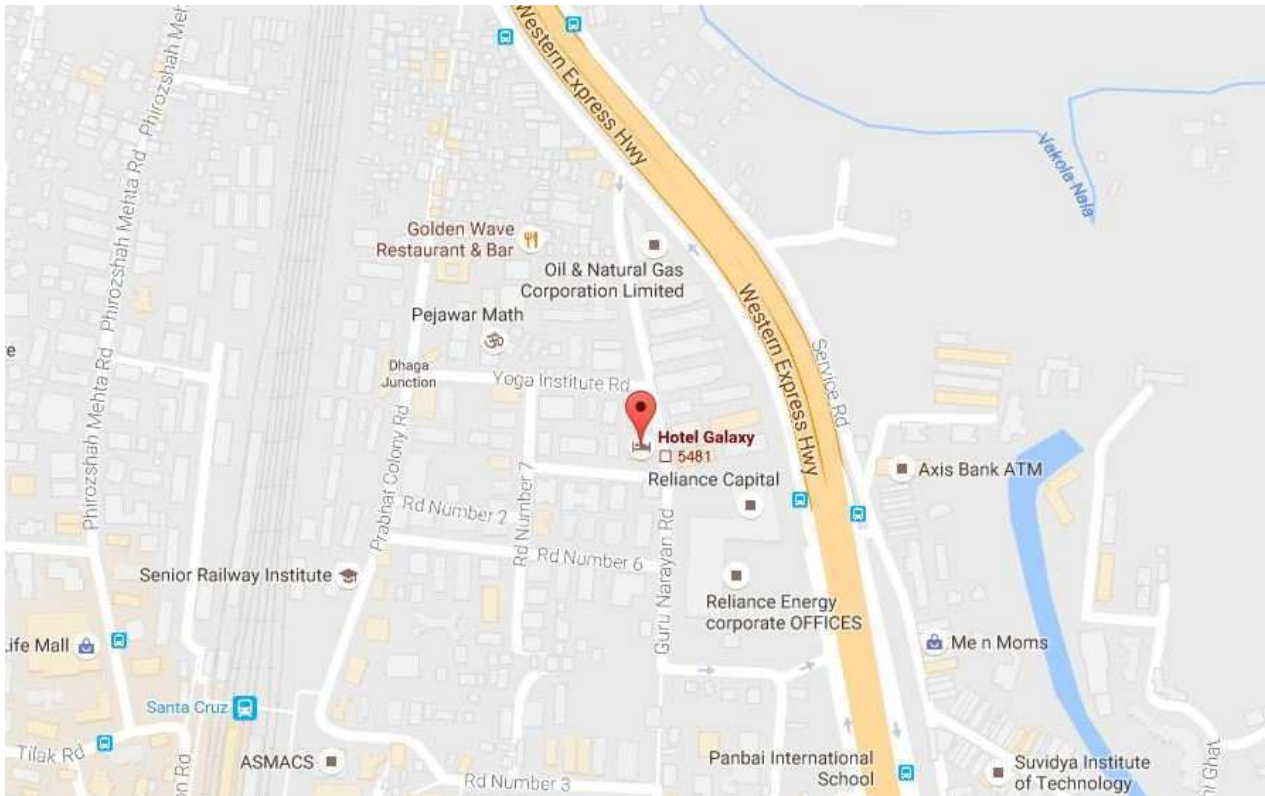 Phirozshah Mehta Rd
Phirozshah Mehta Rd
Phirozshah Mehta Rd
Western Express Hwy
Vakola Nala
Golden Wave
Restaurant & Bar
Oil & Natural Gas
Corporation Limited
Pejawar Math
Western Express Hwy
Service Rd
Dhaga
Junction
Yoga Institute Rd
Prabhat Colony Rd
Hotel Galaxy
5481
Reliance Capital
Axis Bank ATM
Rd Number 2
Rd Number 7
Rd Number 6
Guru Narayan Rd
Senior Railway Institute
Reliance Energy
corporate OFFICES
Life Mall
Me n Moms
Santa Cruz
Tilak Rd
ASMACS
Rd Number 3
Panbai International
School
Suvidya Institute
of Technology